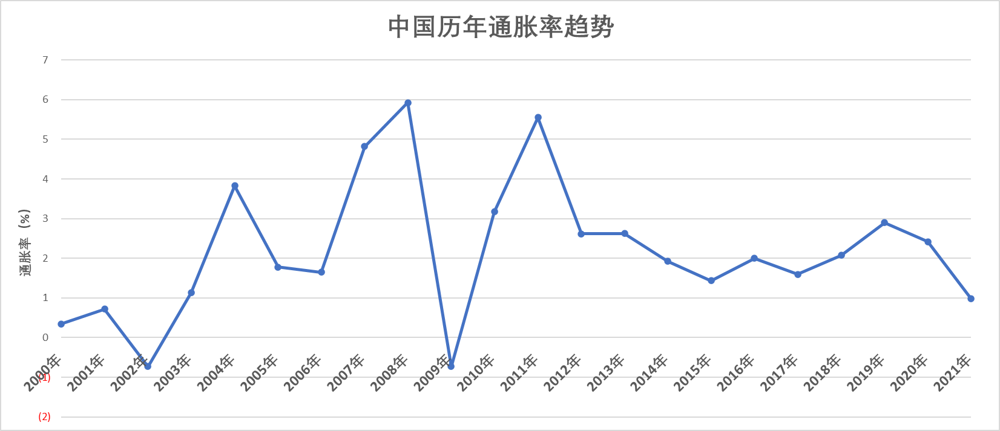 中国历年通胀率趋势
7
6
5
4
3
2
1
0
(1)
(2)
通胀率（%）
2000年
2001年
2002年
2003年
2004年
2005年
2006年
2007年
2008年
2009年
2010年
2011年
2012年
2013年
2014年
2015年
2016年
2017年
2018年
2019年
2020年
2021年